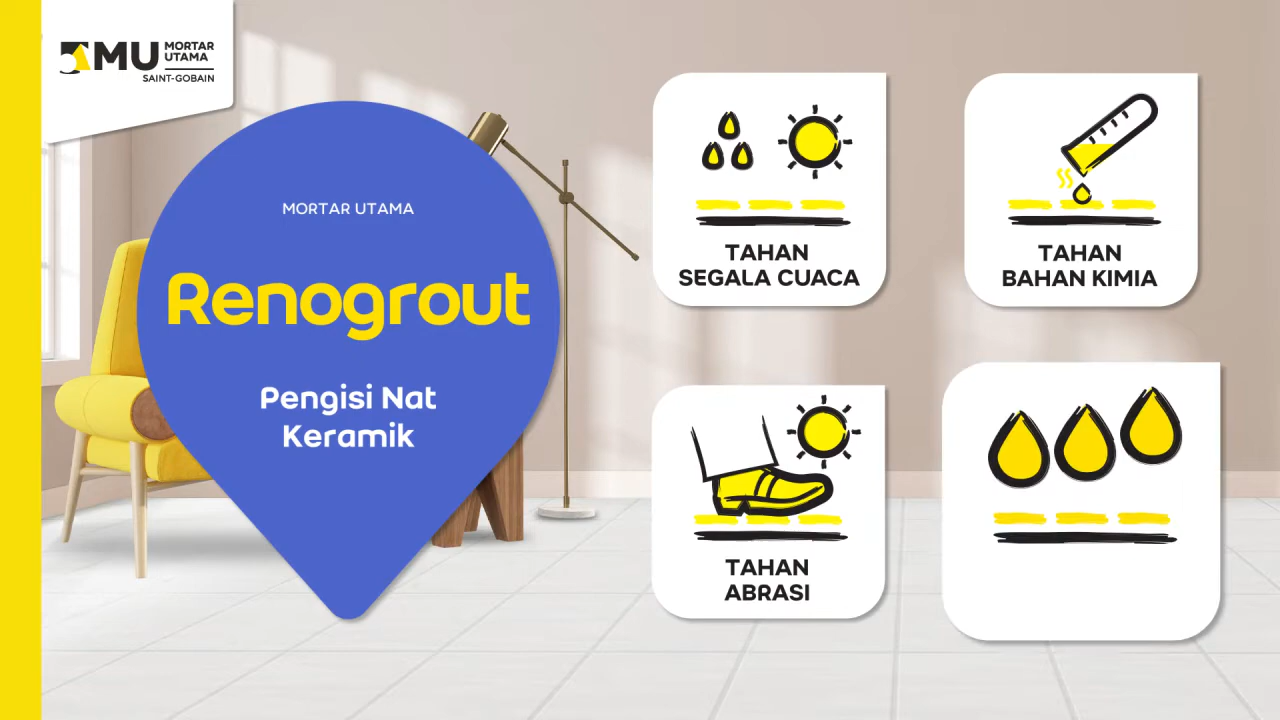 MU
MORTAR
UTAMA
SAINT-GOBAIN
MORTAR UTAMA
Renogrout
Pengisi Nat
Keramik
TAHAN
SEGALA CUACA
TAHAN
BAHAN KIMIA
TAHAN
ABRASI